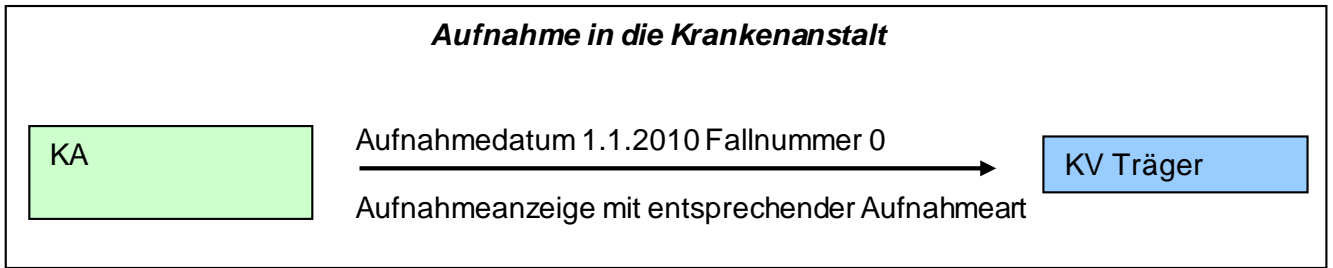 Aufnahme in die Krankenanstalt
KA
Aufnahmedatum 1.1.2010 Fallnummer 0
KV Träger
Aufnahmeanzeige mit entsprechender Aufnahmeart